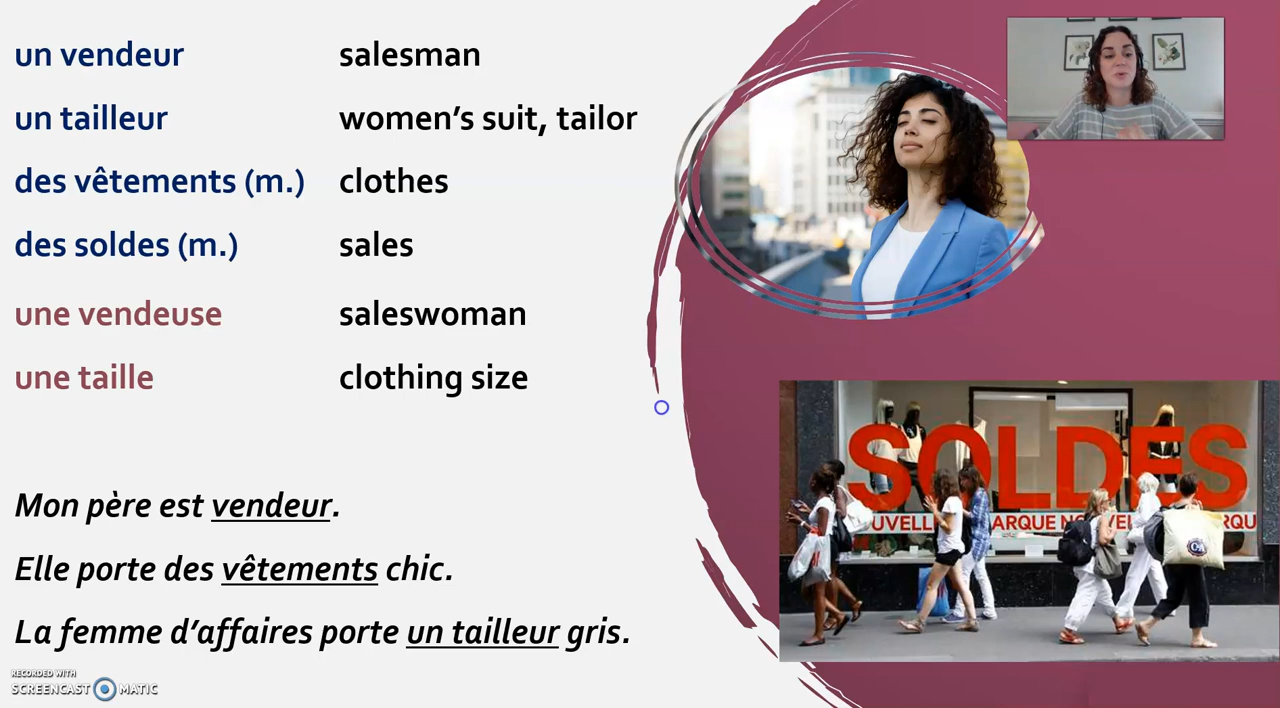 un vendeur salesman
un tailleur women's suit, tailor
des vêtements (m.) clothes
des soldes (m.) sales
une vendeuse saleswoman
une taille clothing size
Mon père est vendeur.
Elle porte des vêtements chic.
La femme d'affaires porte un tailleur gris.
SOLDES
RECORDED WITH
SCREENCAST MATIC